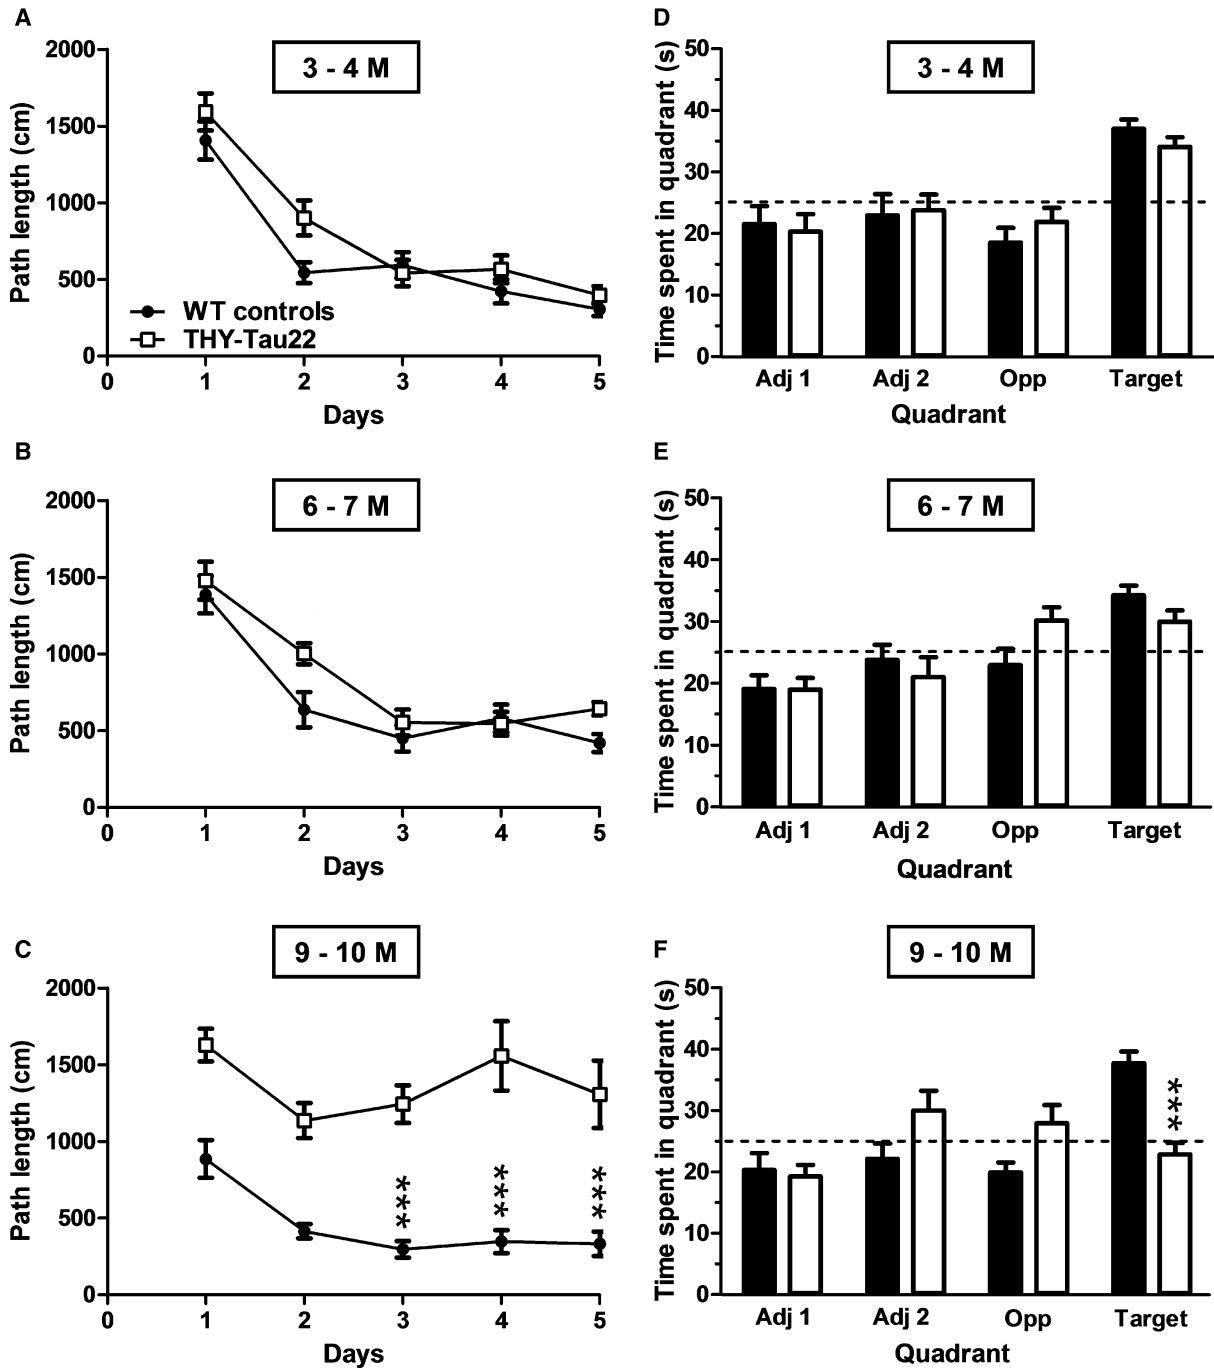 A
3 - 4 M
Path length (cm)
2000
1500
1000
500
0
WT controls
THY-Tau22
0 1 2 3 4 5
Days
D
3 - 4 M
Time spent in quadrant (s)
50
40
30
20
10
0
Adj 1 Adj 2 Opp Target
Quadrant
B
6 - 7 M
Path length (cm)
2000
1500
1000
500
0
0 1 2 3 4 5
Days
E
6 - 7 M
Time spent in quadrant (s)
50
40
30
20
10
0
Adj 1 Adj 2 Opp Target
Quadrant
C
9 - 10 M
Path length (cm)
2000
1500
1000
500
0
*** *** ***
0 1 2 3 4 5
Days
F
9 - 10 M
Time spent in quadrant (s)
50
40
30
20
10
0
***
Adj 1 Adj 2 Opp Target
Quadrant